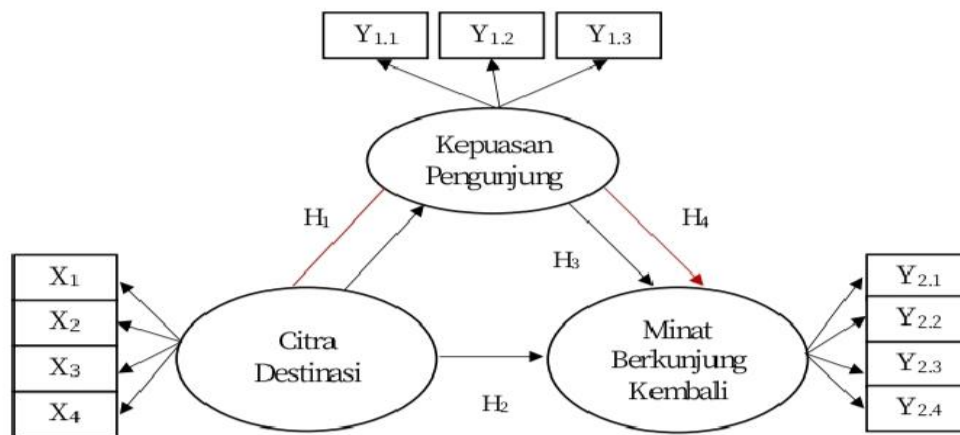 Y1.1
Y1.2
Y1.3
Kepuasan
Pengunjung
H1
H4
H3
X1
X2
X3
X4
Citra
Destinasi
H2
Minat
Berkunjung
Kembali
Y2.1
Y2.2
Y2.3
Y2.4